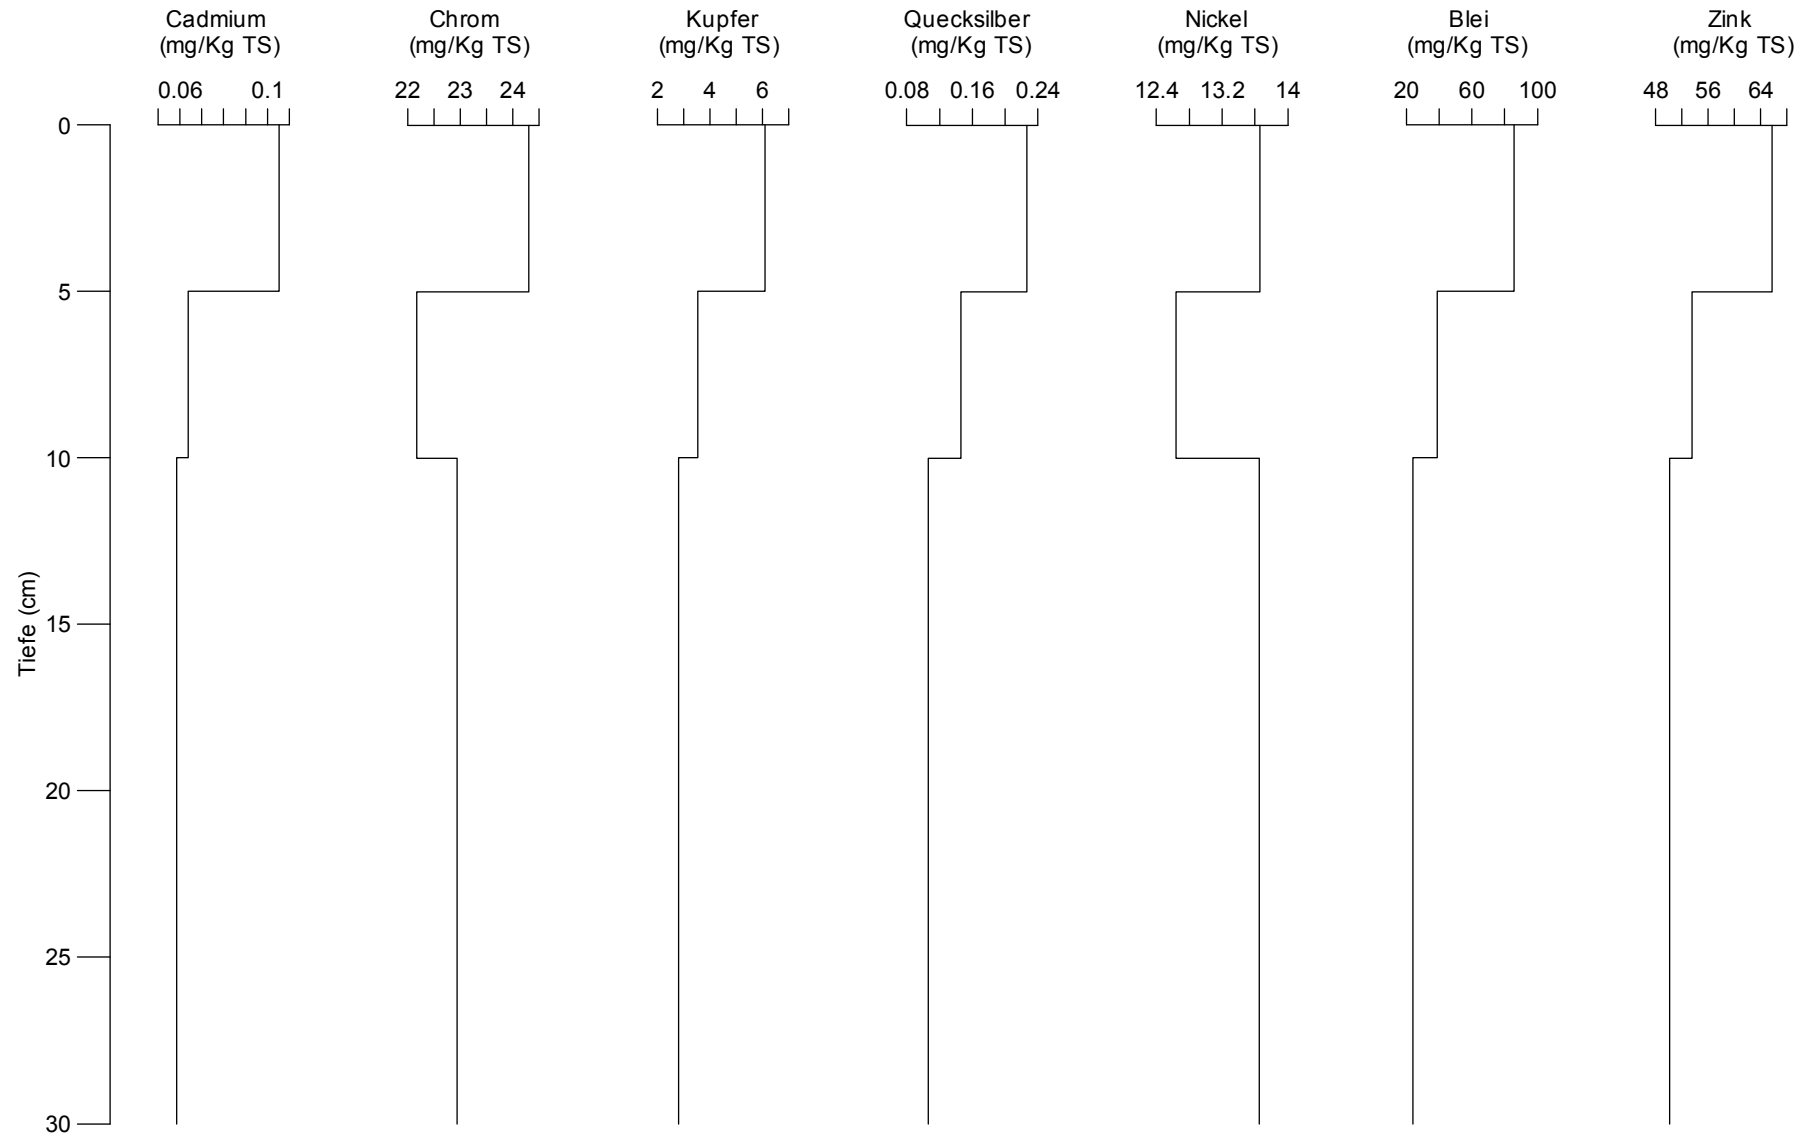 Cadmium
(mg/Kg TS)
Chrom
(mg/Kg TS)
Kupfer
(mg/Kg TS)
Quecksilber
(mg/Kg TS)
Nickel
(mg/Kg TS)
Blei
(mg/Kg TS)
Zink
(mg/Kg TS)
0.06 0.1
22 23 24
2 4 6
0.08 0.16 0.24
12.4 13.2 14
20 60 100
48 56 64
0
5
10
15
20
25
30
Tiefe (cm)